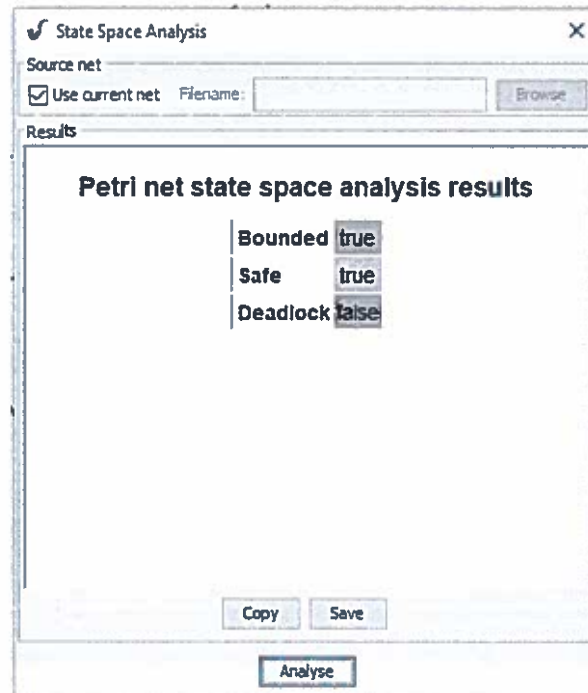 State Space Analysis
Source net
Use current net Filename: Browse
Results
Petri net state space analysis results
Bounded true
Safe true
Deadlock false
Copy Save
Analyse